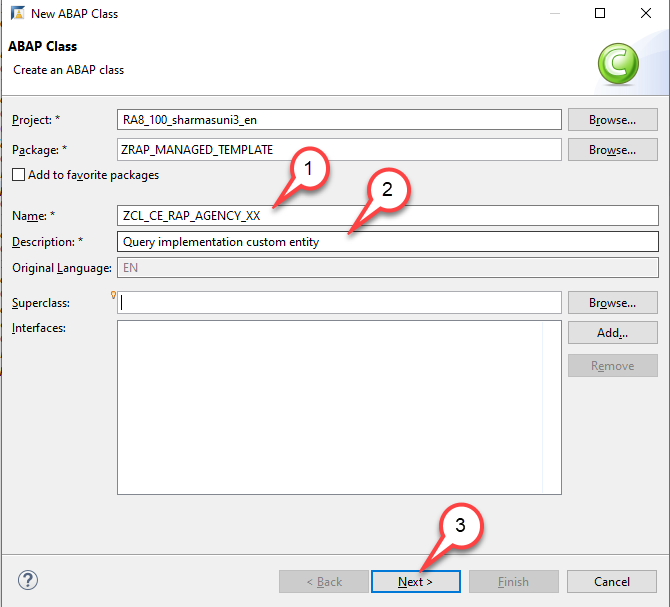 New ABAP Class
ABAP Class
Create an ABAP class
Project: * RA8_100_sharmasuni3_en Browse...
Package: * ZRAP_MANAGED_TEMPLATE Browse...
Add to favorite packages
1
2
Name: * ZCL_CE_RAP_AGENCY_XX
Description: * Query implementation custom entity
Original Language: EN
Superclass: Browse...
Interfaces: Add...
Remove
3
? < Back Next > Finish Cancel